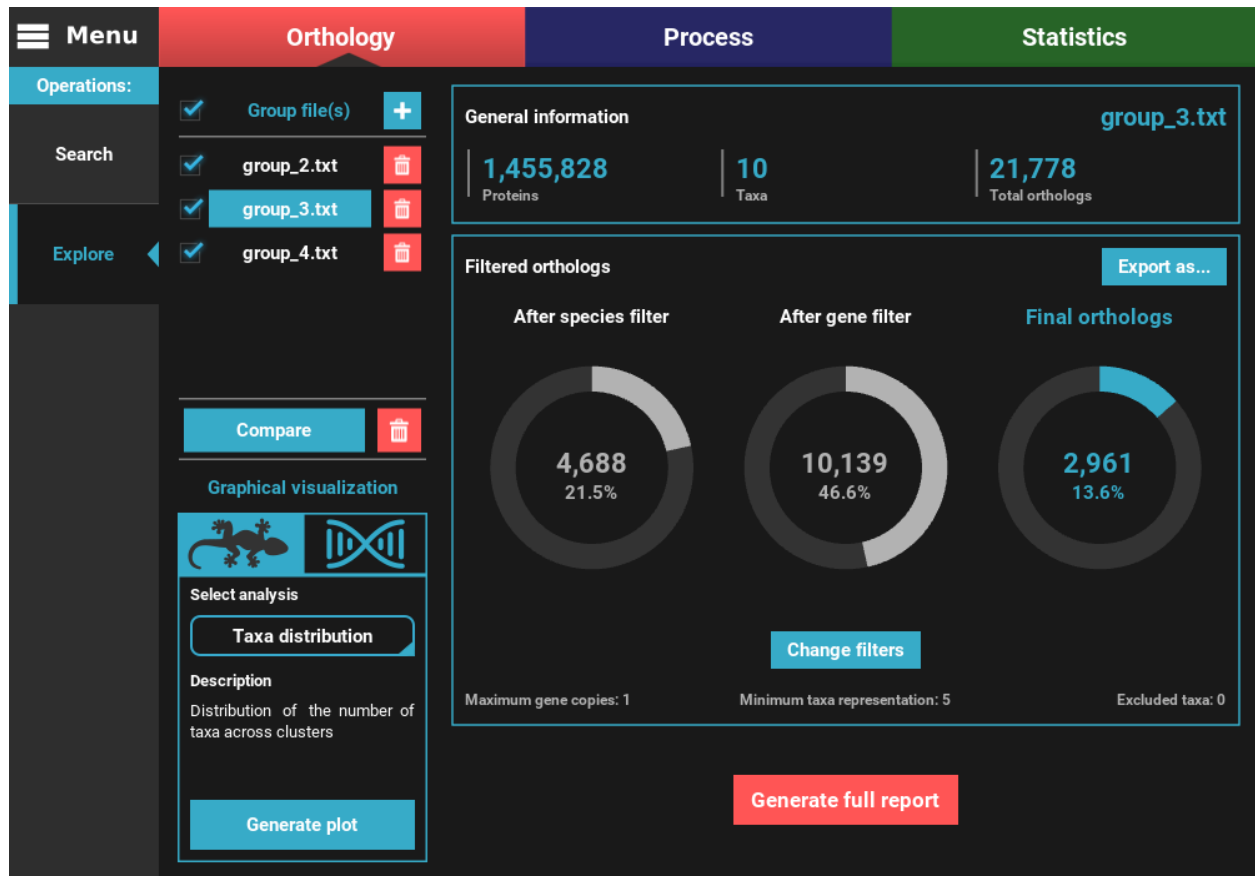 Menu
Orthology
Process
Statistics
Operations:
Search
Explore
Group file(s)
+
group_2.txt
group_3.txt
group_4.txt
Compare
Graphical visualization
Select analysis
Taxa distribution
Description
Distribution of the number of
taxa across clusters
Generate plot
General information
group_3.txt
1,455,828
Proteins
10
Taxa
21,778
Total orthologs
Filtered orthologs
Export as...
After species filter
After gene filter
Final orthologs
4,688
21.5%
10,139
46.6%
2,961
13.6%
Change filters
Maximum gene copies: 1
Minimum taxa representation: 5
Excluded taxa: 0
Generate full report